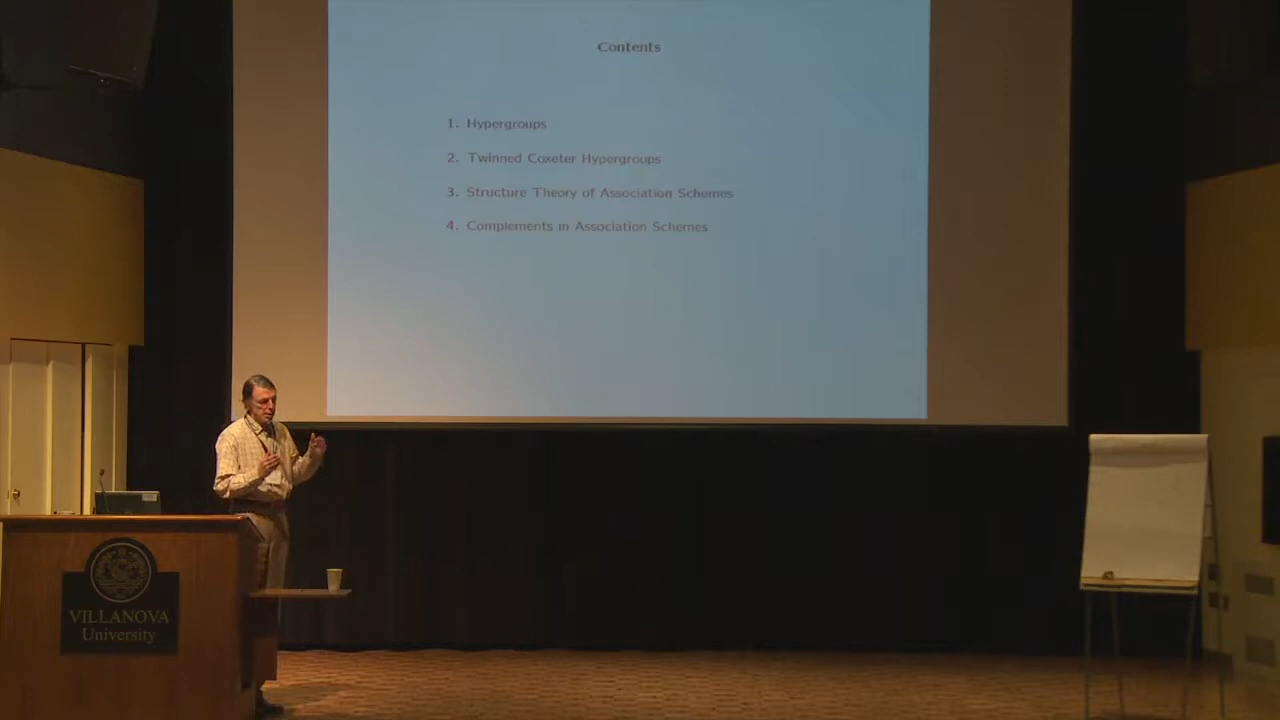 Contents
1. Hypergroups
2. Twinned Coxeter Hypergroups
3. Structure Theory of Association Schemes
4. Complements in Association Schemes
VILLANOVA
University